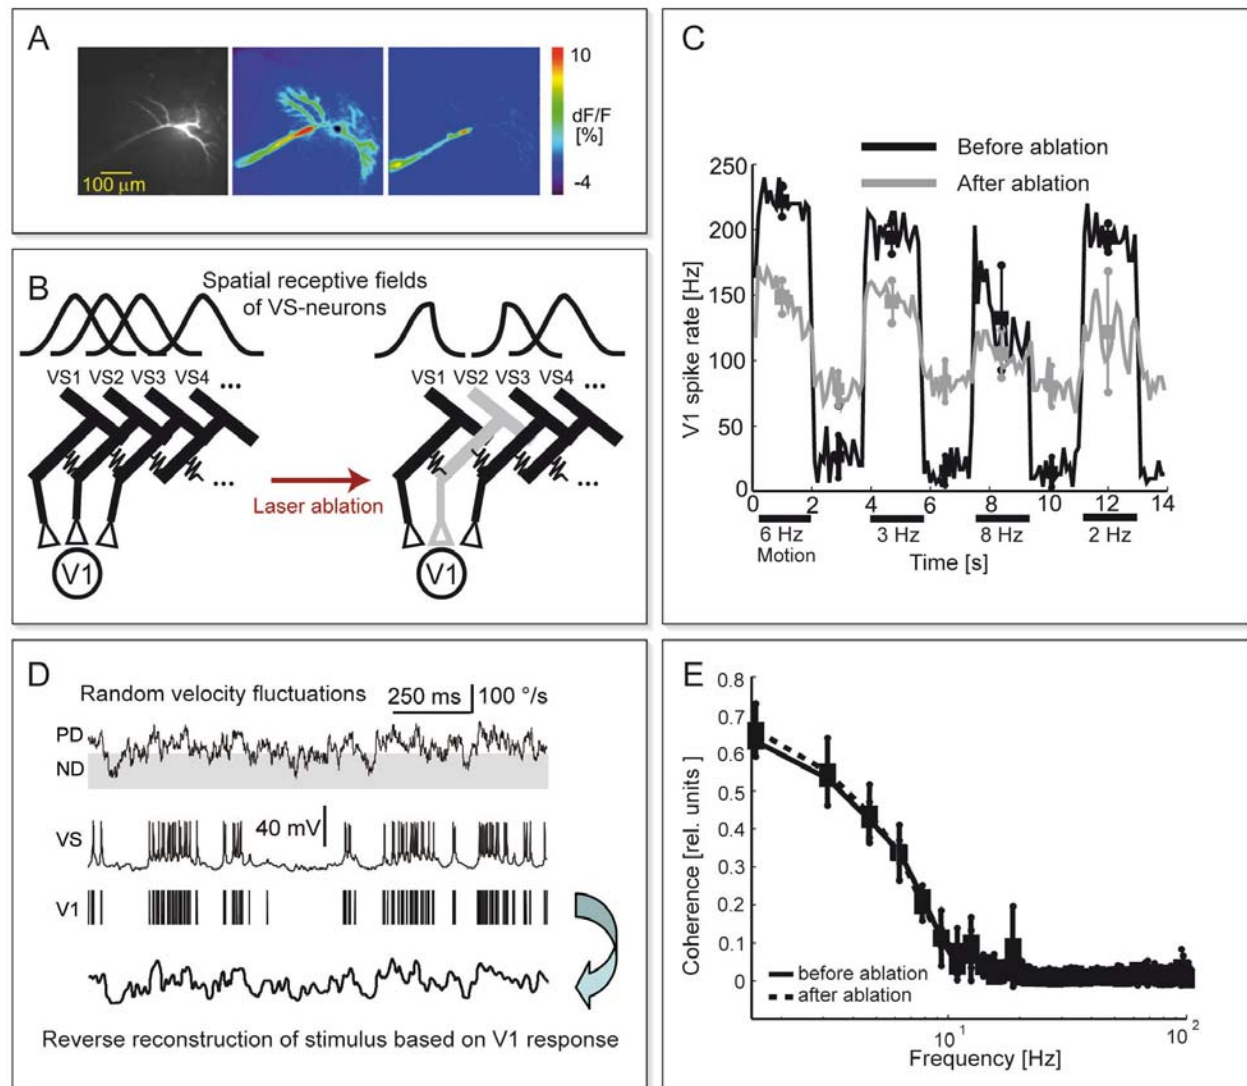 A
10
dF/F
[%]
-4
100 μm
B
Spatial receptive fields
of VS-neurons
VS1 VS2 VS3 VS4 ...
VS1 VS2 VS3 VS4 ...
...
...
Laser ablation
V1
V1
C
Before ablation
After ablation
V1 spike rate [Hz]
250
200
150
100
50
0
0 2 4 6 8 10 12 14
6 Hz 3 Hz 8 Hz 2 Hz
Motion
Time [s]
D
Random velocity fluctuations
250 ms
100 °/s
PD
ND
40 mV
VS
V1
Reverse reconstruction of stimulus based on V1 response
E
Coherence [rel. units ]
0.8
0.7
0.6
0.5
0.4
0.3
0.2
0.1
0
before ablation
after ablation
10¹
10²
Frequency [Hz]